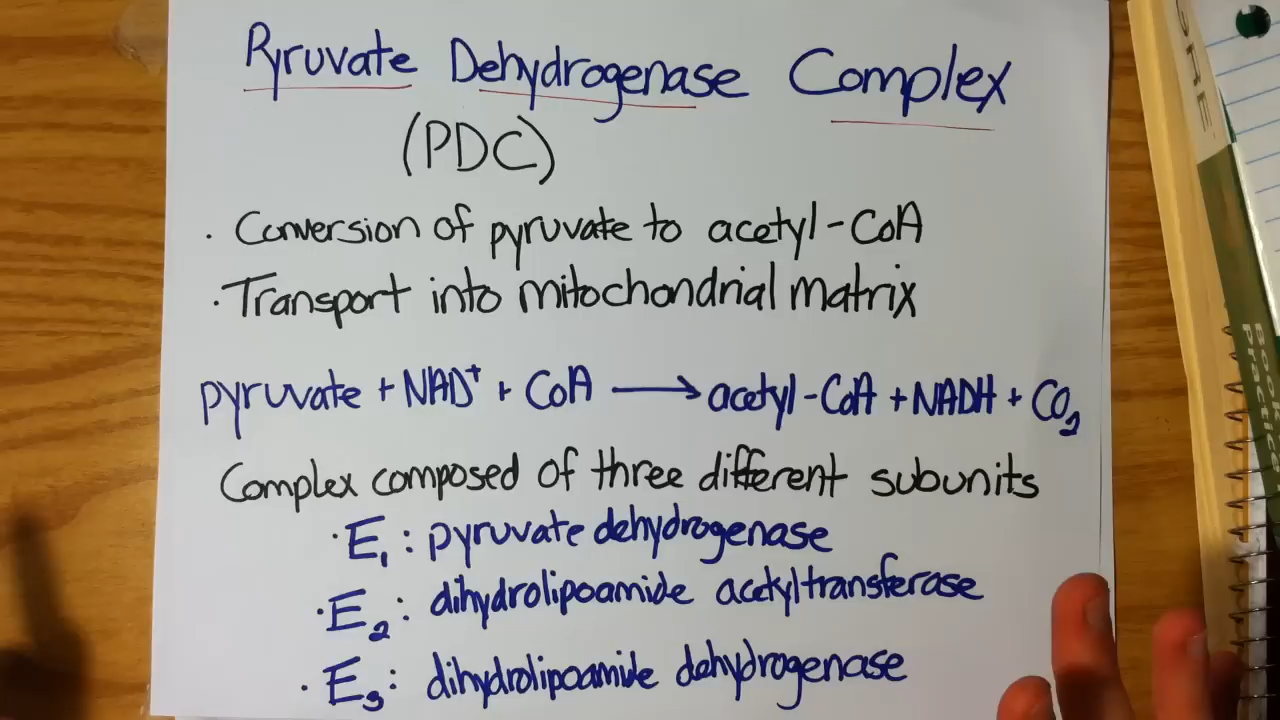 Pyruvate Dehydrogenase Complex
(PDC)
· Conversion of pyruvate to acetyl-CoA
· Transport into mitochondrial matrix
pyruvate + NAD⁺ + CoA → acetyl-CoA + NADH + CO₂
Complex composed of three different subunits
· E₁: pyruvate dehydrogenase
· E₂: dihydrolipoamide acetyltransferase
· E₃: dihydrolipoamide dehydrogenase